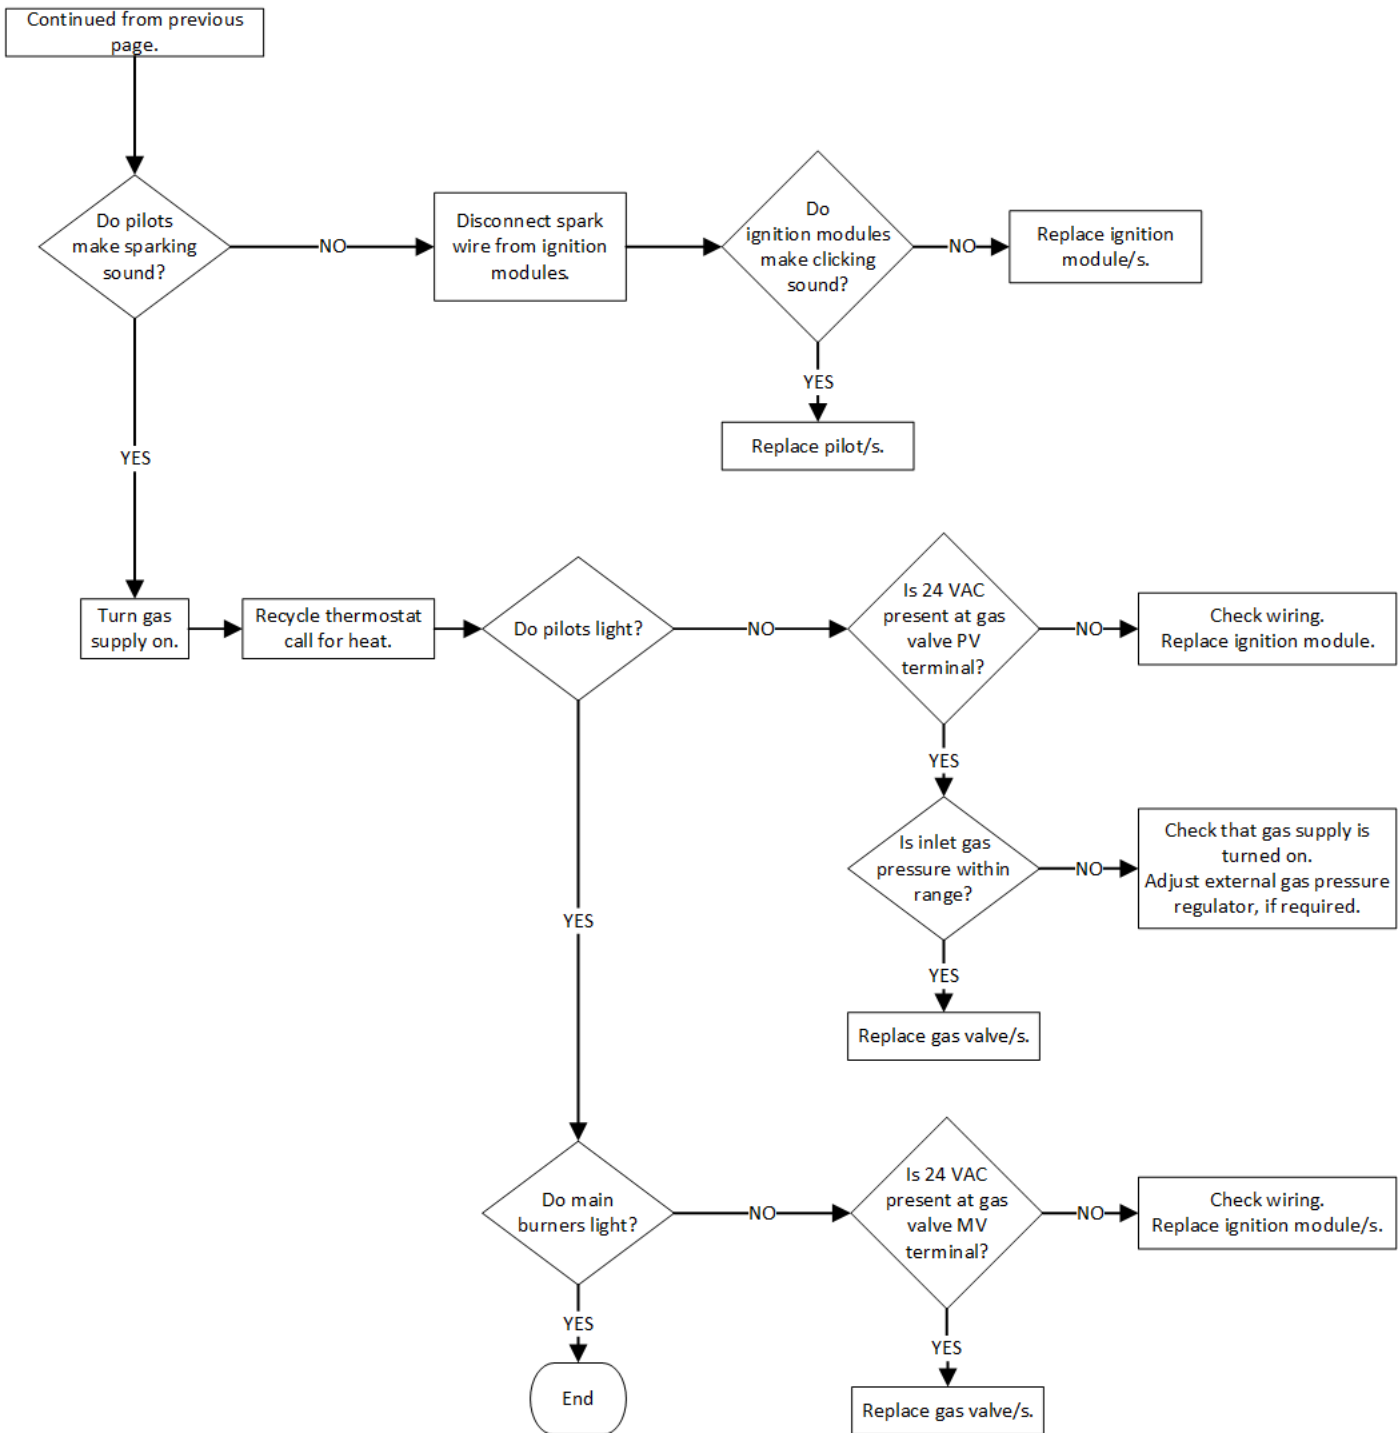 Continued from previous
page.
Do pilots
make sparking
sound?
NO
Disconnect spark
wire from ignition
modules.
Do
ignition modules
make clicking
sound?
NO
Replace ignition
module/s.
YES
Replace pilot/s.
YES
Turn gas
supply on.
Recycle thermostat
call for heat.
Do pilots light?
NO
Is 24 VAC
present at gas
valve PV
terminal?
NO
Check wiring.
Replace ignition module.
YES
Is inlet gas
pressure within
range?
NO
Check that gas supply is
turned on.
Adjust external gas pressure
regulator, if required.
YES
Replace gas valve/s.
YES
Do main
burners light?
NO
Is 24 VAC
present at gas
valve MV
terminal?
NO
Check wiring.
Replace ignition module/s.
YES
Replace gas valve/s.
YES
End